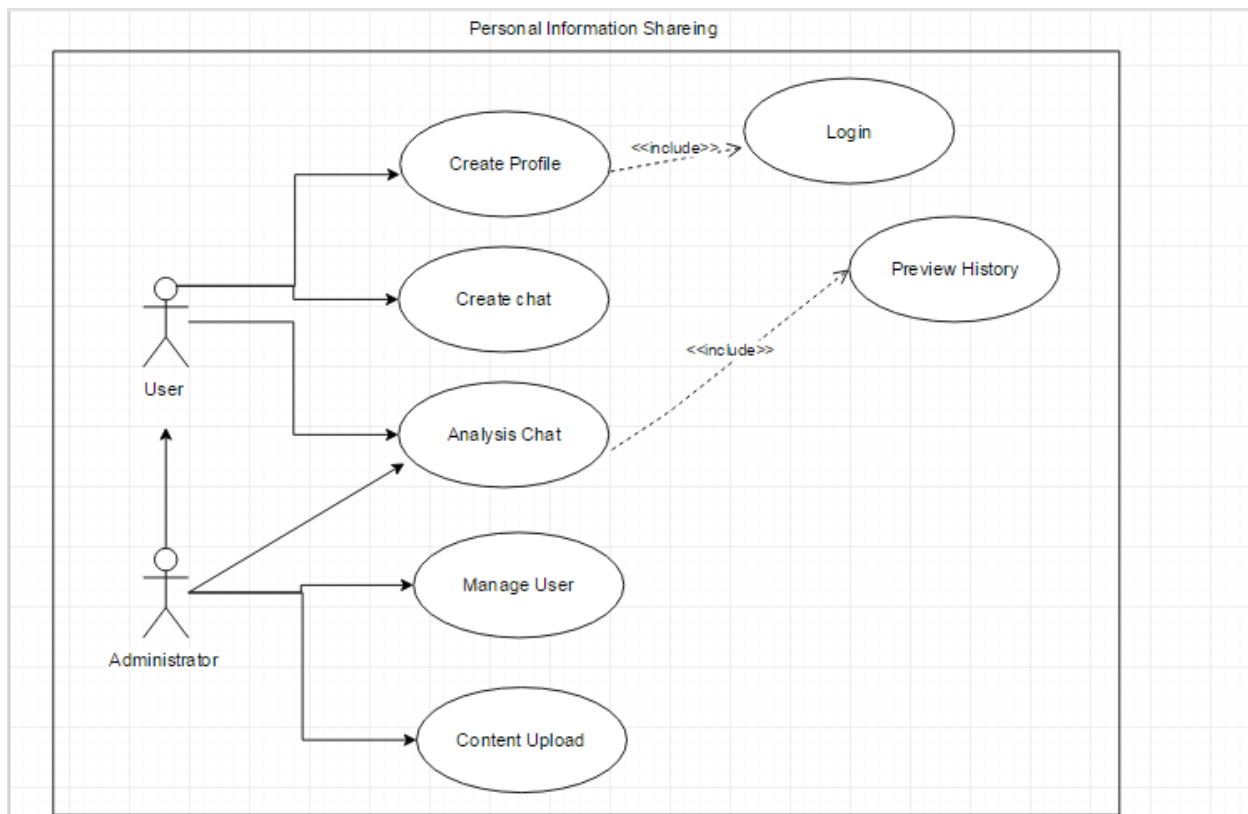 Personal Information Shareing
Login
<<include>>
Create Profile
Preview History
Create chat
<<include>>
User
Analysis Chat
Manage User
Administrator
Content Upload